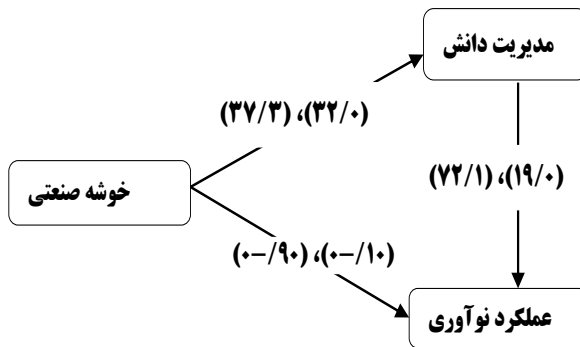 مدیریت دانش
(۳۲/۰)، (۳۷/۳)
(۱۹/۰)، (۷۲/۱)
خوشه صنعتی
(۰-/۱۰)، (۰-/۹۰)
عملکرد نوآوری